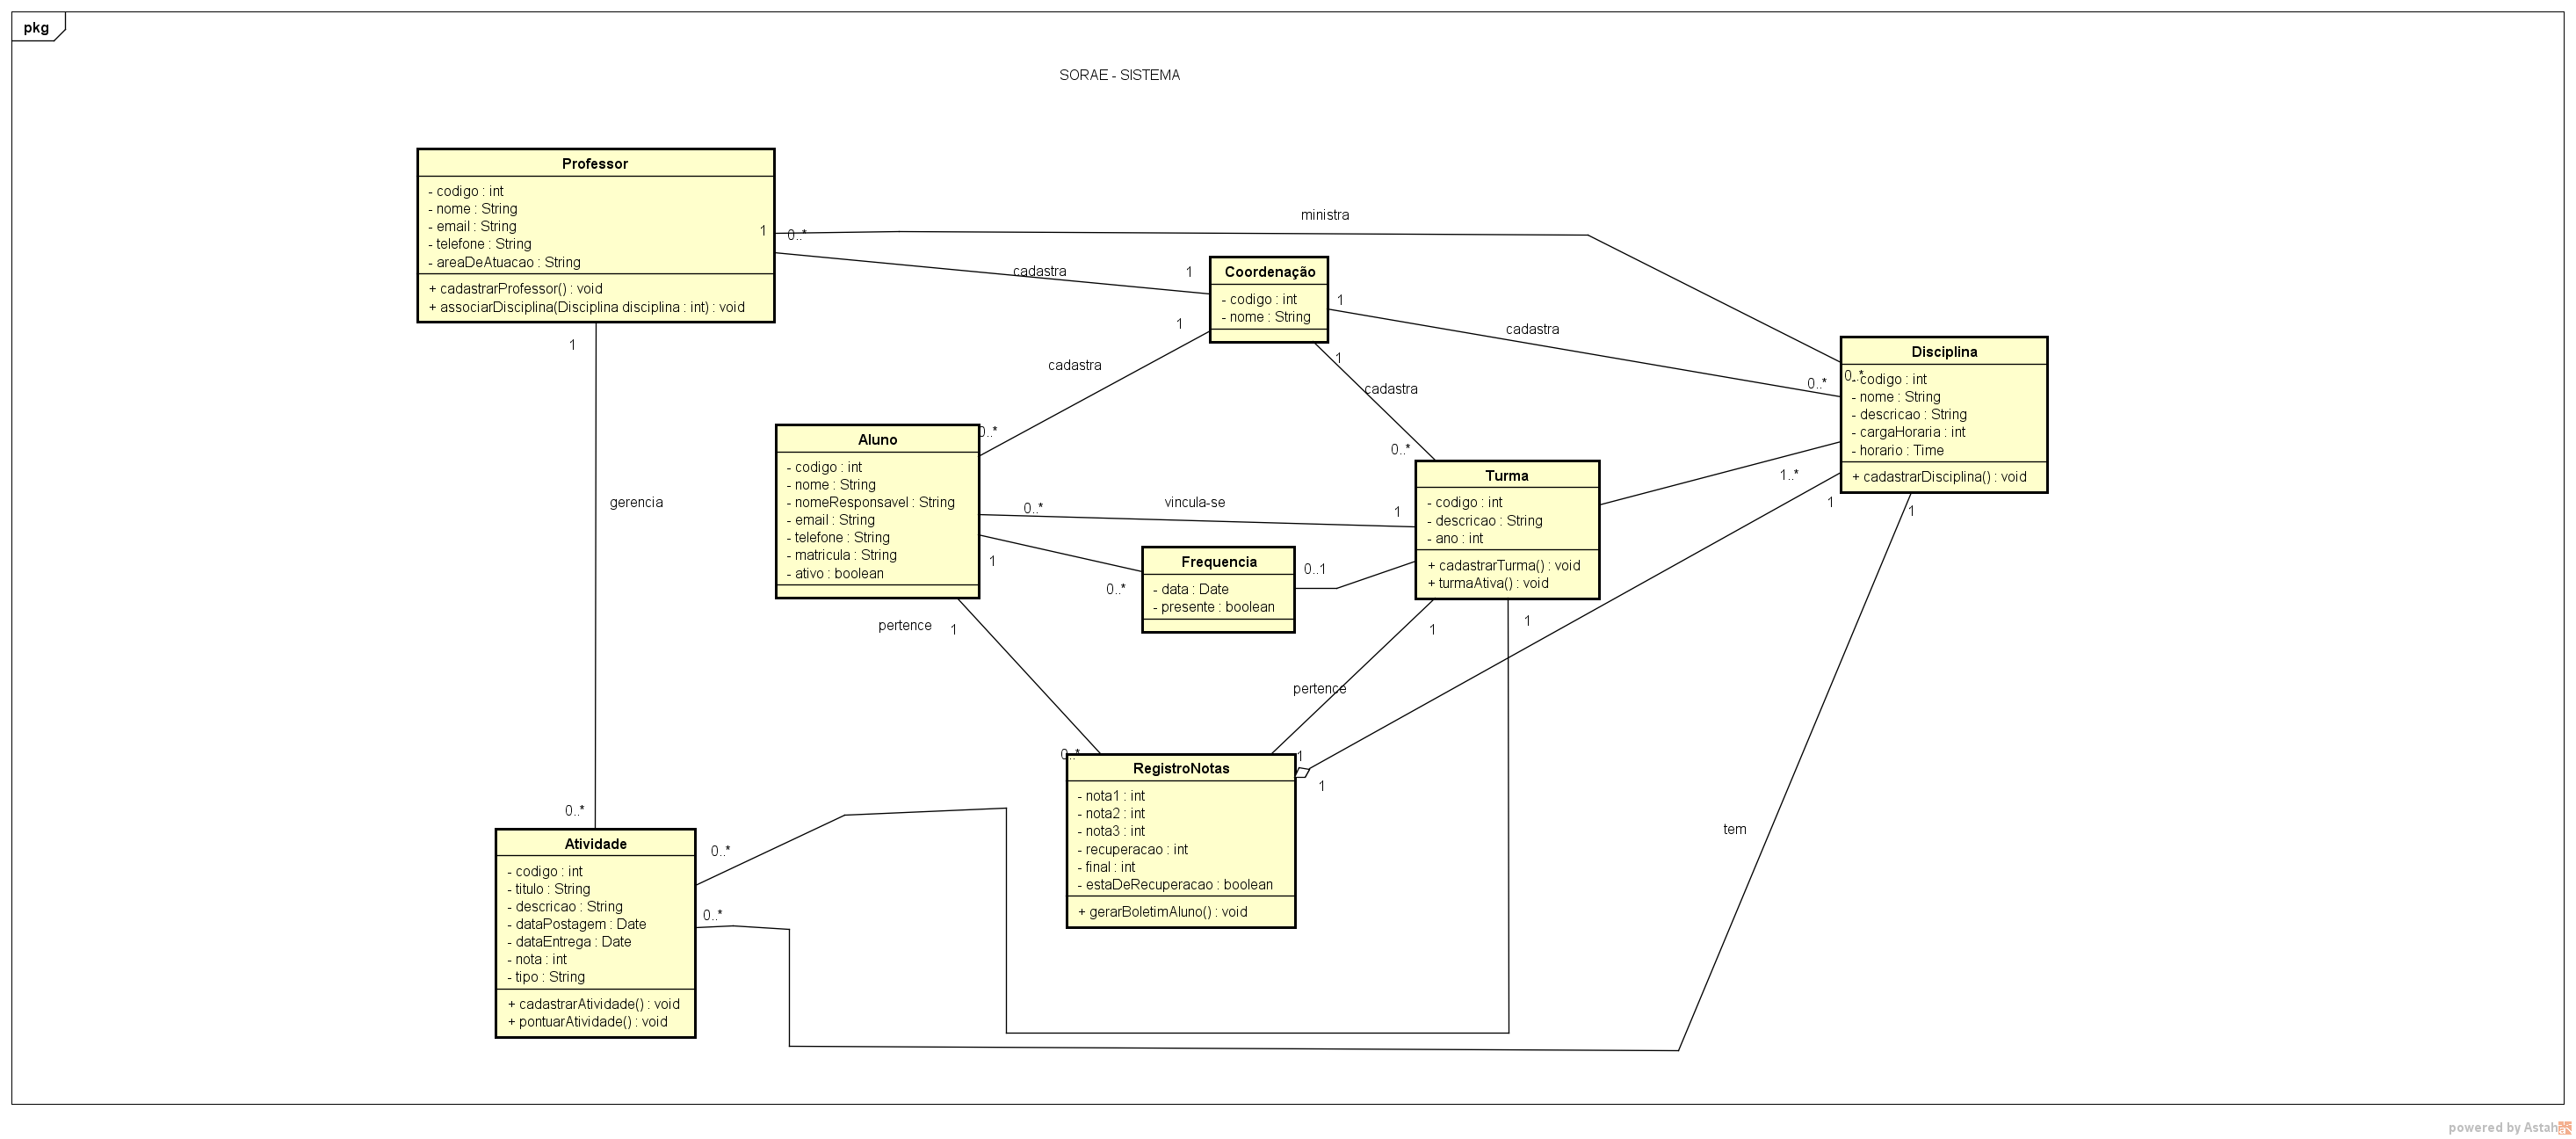 pkg
SORAE - SISTEMA
Professor
- codigo : int
- nome : String
- email : String
- telefone : String
- areaDeAtuacao : String
+ cadastrarProfessor() : void
+ associarDisciplina(Disciplina disciplina : int) : void
1
0..*
ministra
0..*
cadastra
1
Coordenação
- codigo : int
- nome : String
1
cadastra
0..*
1
cadastra
0..*
1
cadastra
0..*
Disciplina
- codigo : int
- nome : String
- descricao : String
- cargaHoraria : int
- horario : Time
+ cadastrarDisciplina() : void
1
gerencia
0..*
Aluno
- codigo : int
- nome : String
- nomeResponsavel : String
- email : String
- telefone : String
- matricula : String
- ativo : boolean
0..*
vincula-se
1
Turma
- codigo : int
- descricao : String
- ano : int
+ cadastrarTurma() : void
+ turmaAtiva() : void
1..*
1
1
1
0..*
Frequencia
- data : Date
- presente : boolean
0..1
pertence
1
0..*
1
pertence
1
1
1
RegistroNotas
- nota1 : int
- nota2 : int
- nota3 : int
- recuperacao : int
- final : int
- estaDeRecuperacao : boolean
+ gerarBoletimAluno() : void
tem
Atividade
- codigo : int
- titulo : String
- descricao : String
- dataPostagem : Date
- dataEntrega : Date
- nota : int
- tipo : String
+ cadastrarAtividade() : void
+ pontuarAtividade() : void
0..*
0..*
powered by Astah